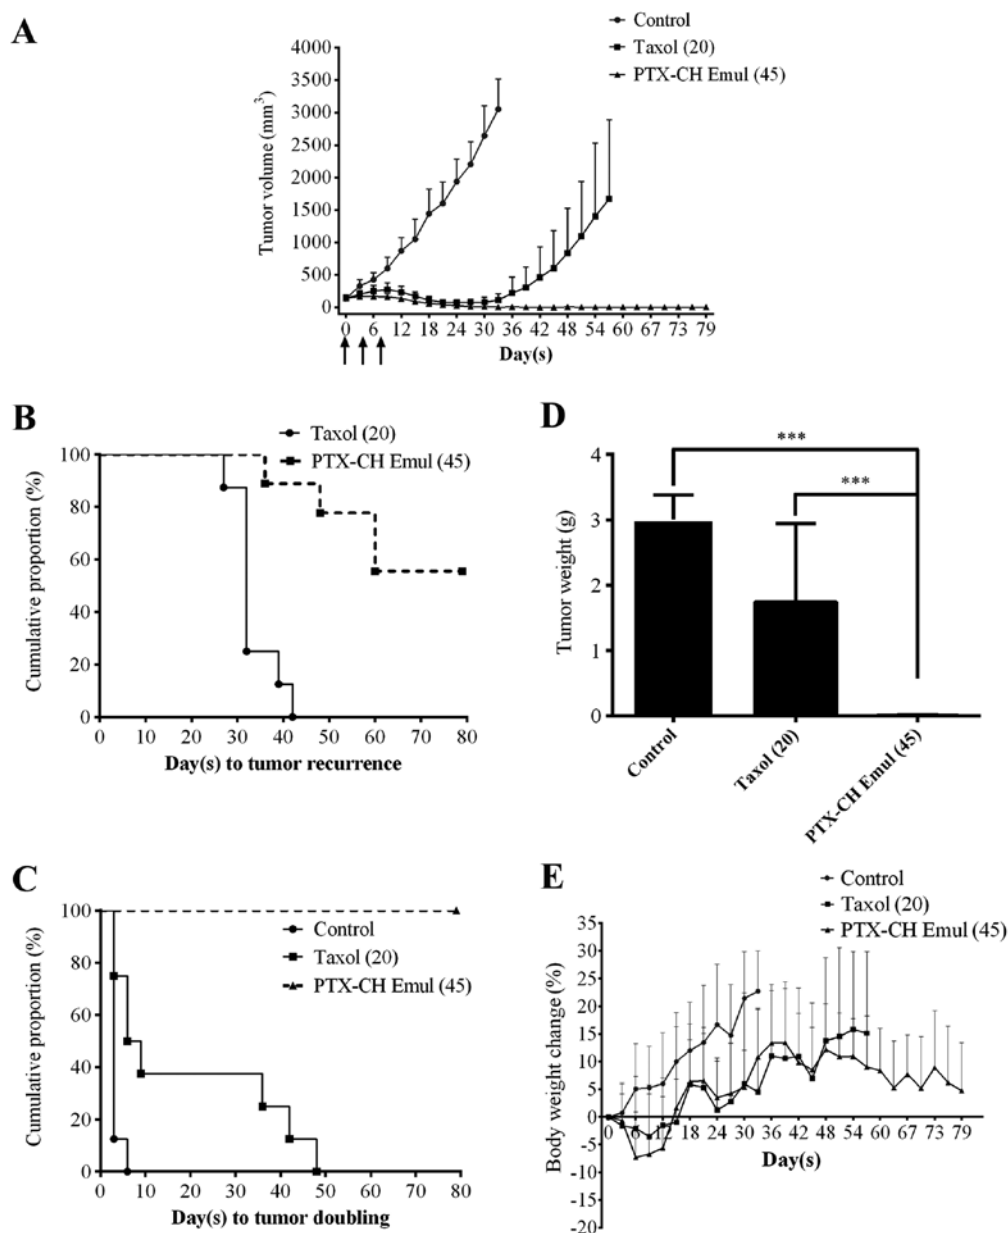 A
Control
Taxol (20)
PTX-CH Emul (45)
Tumor volume (mm³)
4000
3500
3000
2500
2000
1500
1000
500
0
0 6 12 18 24 30 36 42 48 54 60 67 73 79
Day(s)
B
Taxol (20)
PTX-CH Emul (45)
Cumulative proportion (%)
100
80
60
40
20
0
0 10 20 30 40 50 60 70 80
Day(s) to tumor recurrence
D
***
***
Tumor weight (g)
4
3
2
1
0
Control
Taxol (20)
PTX-CH Emul (45)
C
Control
Taxol (20)
PTX-CH Emul (45)
Cumulative proportion (%)
100
80
60
40
20
0
0 10 20 30 40 50 60 70 80
Day(s) to tumor doubling
E
Control
Taxol (20)
PTX-CH Emul (45)
Body weight change (%)
35
30
25
20
15
10
5
0
-5
-10
-15
-20
0 6 12 18 24 30 36 42 48 54 60 67 73 79
Day(s)